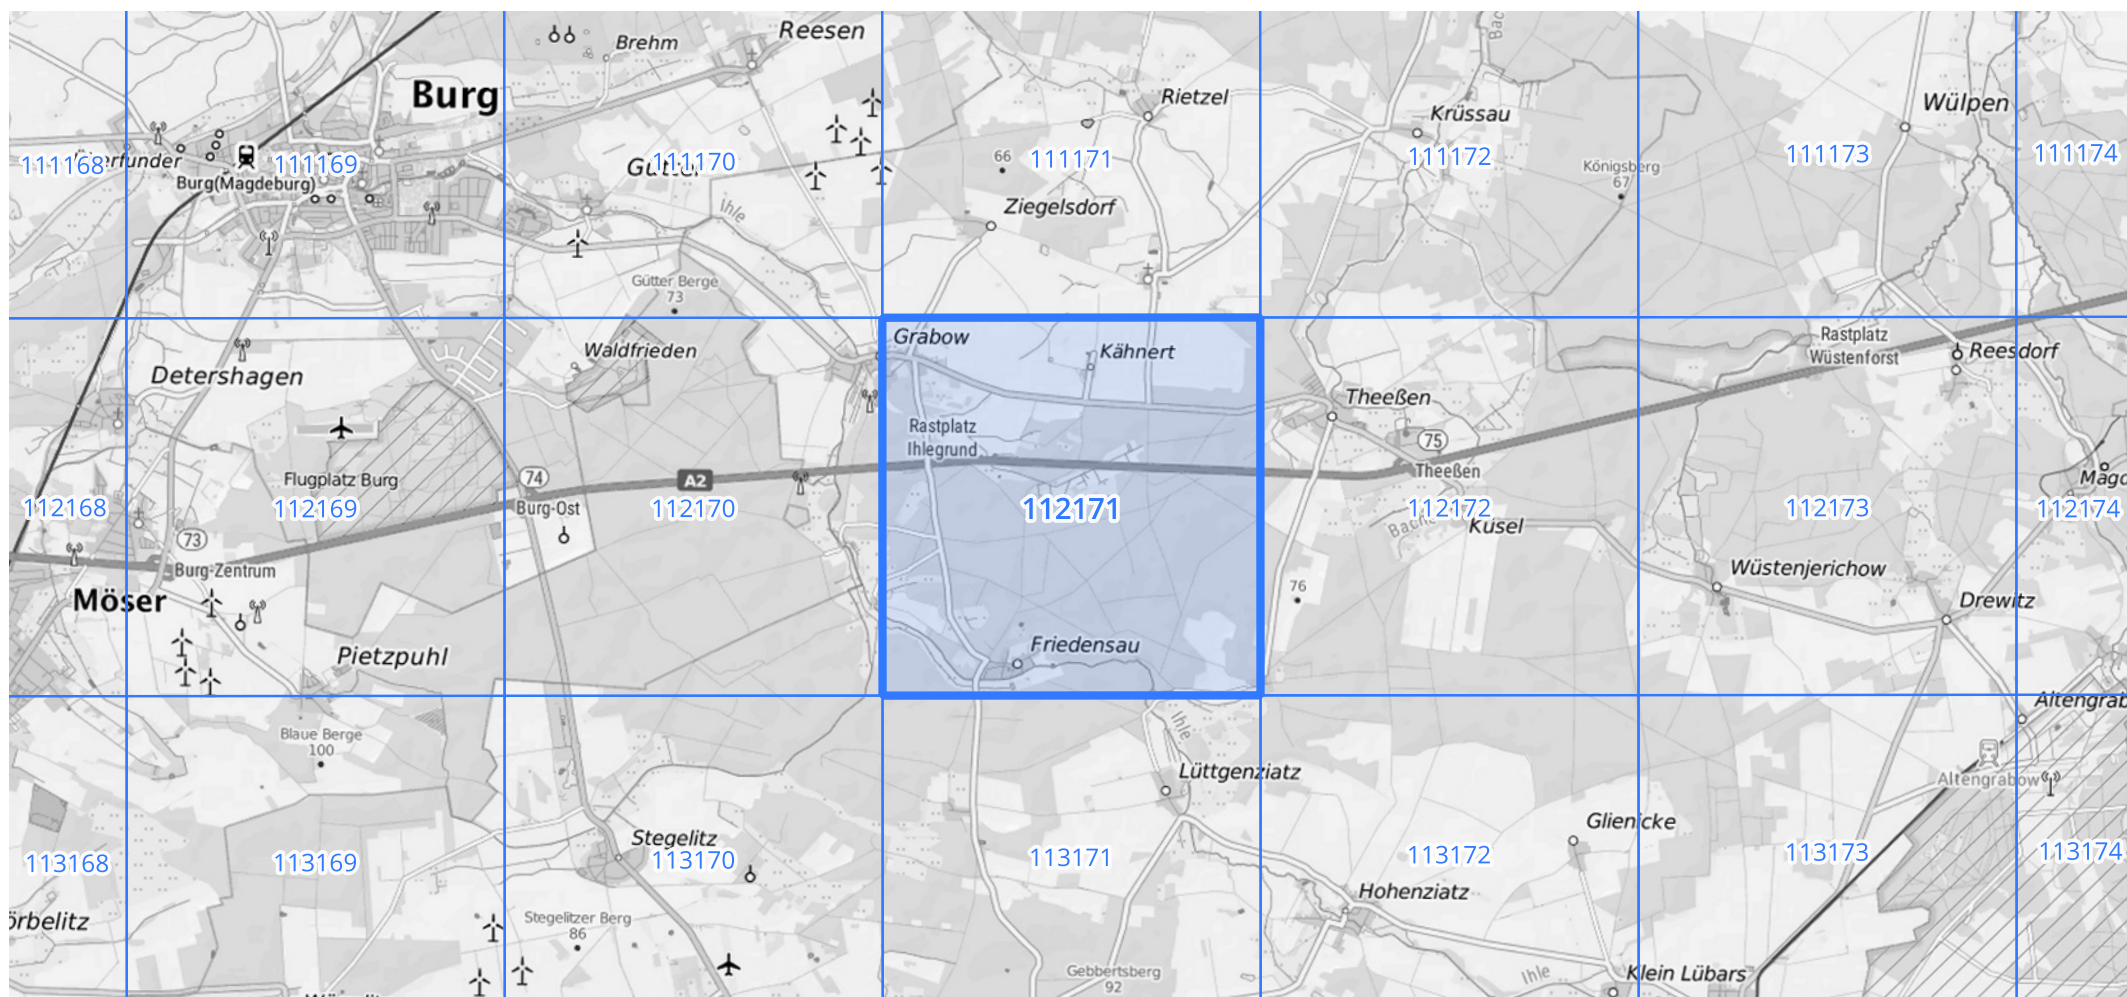 Brehm
Reesen
Burg
Rietzel
Krüssau
Wülpen
111168
111169
Burg(Magdeburg)
111170
Ihle
66
111171
Ziegelsdorf
111172
Königsberg
67
111173
111174
Gütter Berge
73
Waldfrieden
Grabow
Kähnert
Rastplatz
Wüstenforst
Reesdorf
Detershagen
Theeßen
Rastplatz
Ihlegrund
75
Theeßen
Flugplatz Burg
74
Burg-Ost
A2
112168
112169
112170
112171
112172
Küsel
112173
112174
73
Burg-Zentrum
Möser
76
Wüstenjerichow
Drewitz
Pietzpuhl
Friedensau
Altengrab
Blaue Berge
100
Ihle
Lüttgenziatz
Altengrabow
Glienicke
Stegelitz
113168
113169
113170
113171
113172
113173
113174
Hohenziatz
örbelitz
Stegelitzer Berg
86
Gebbertsberg
92
Ihle
Klein Lübars